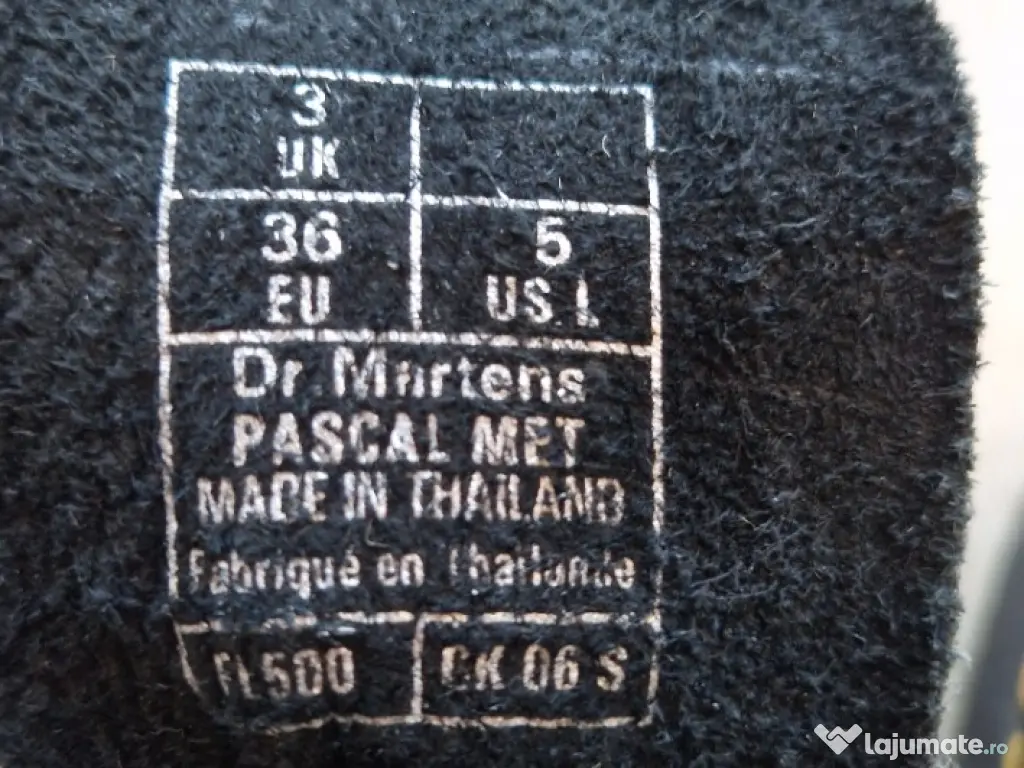 3
UK
36 5
EU US L
Dr. Martens
PASCAL MET
MADE IN THAILAND
Fabriqué en Thailande
FL500 CK 06 S
lajumate.ro